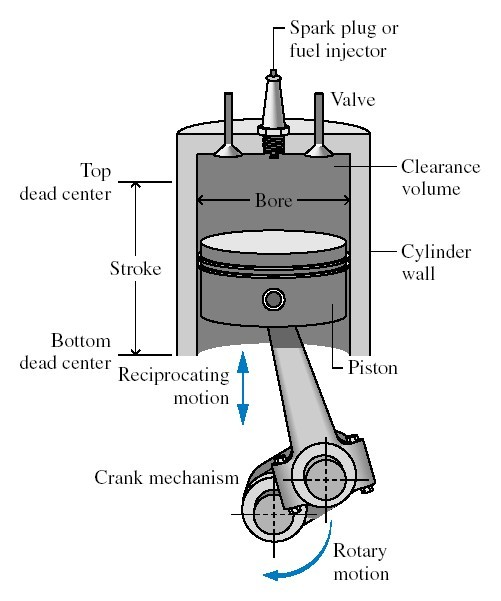 Spark plug or
fuel injector
Valve
Top
dead center
Clearance
volume
Bore
Stroke
Cylinder
wall
Bottom
dead center
Reciprocating
motion
Piston
Crank mechanism
Rotary
motion